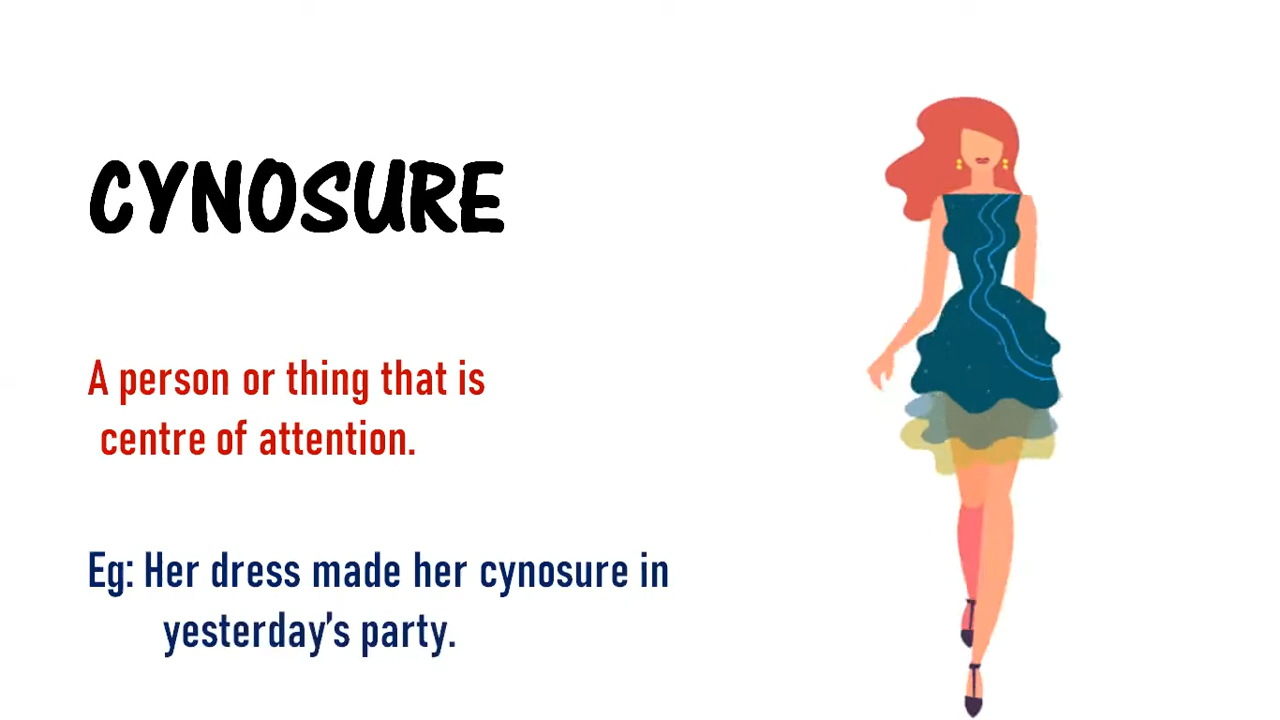 CYNOSURE
A person or thing that is
centre of attention.
Eg: Her dress made her cynosure in
yesterday's party.